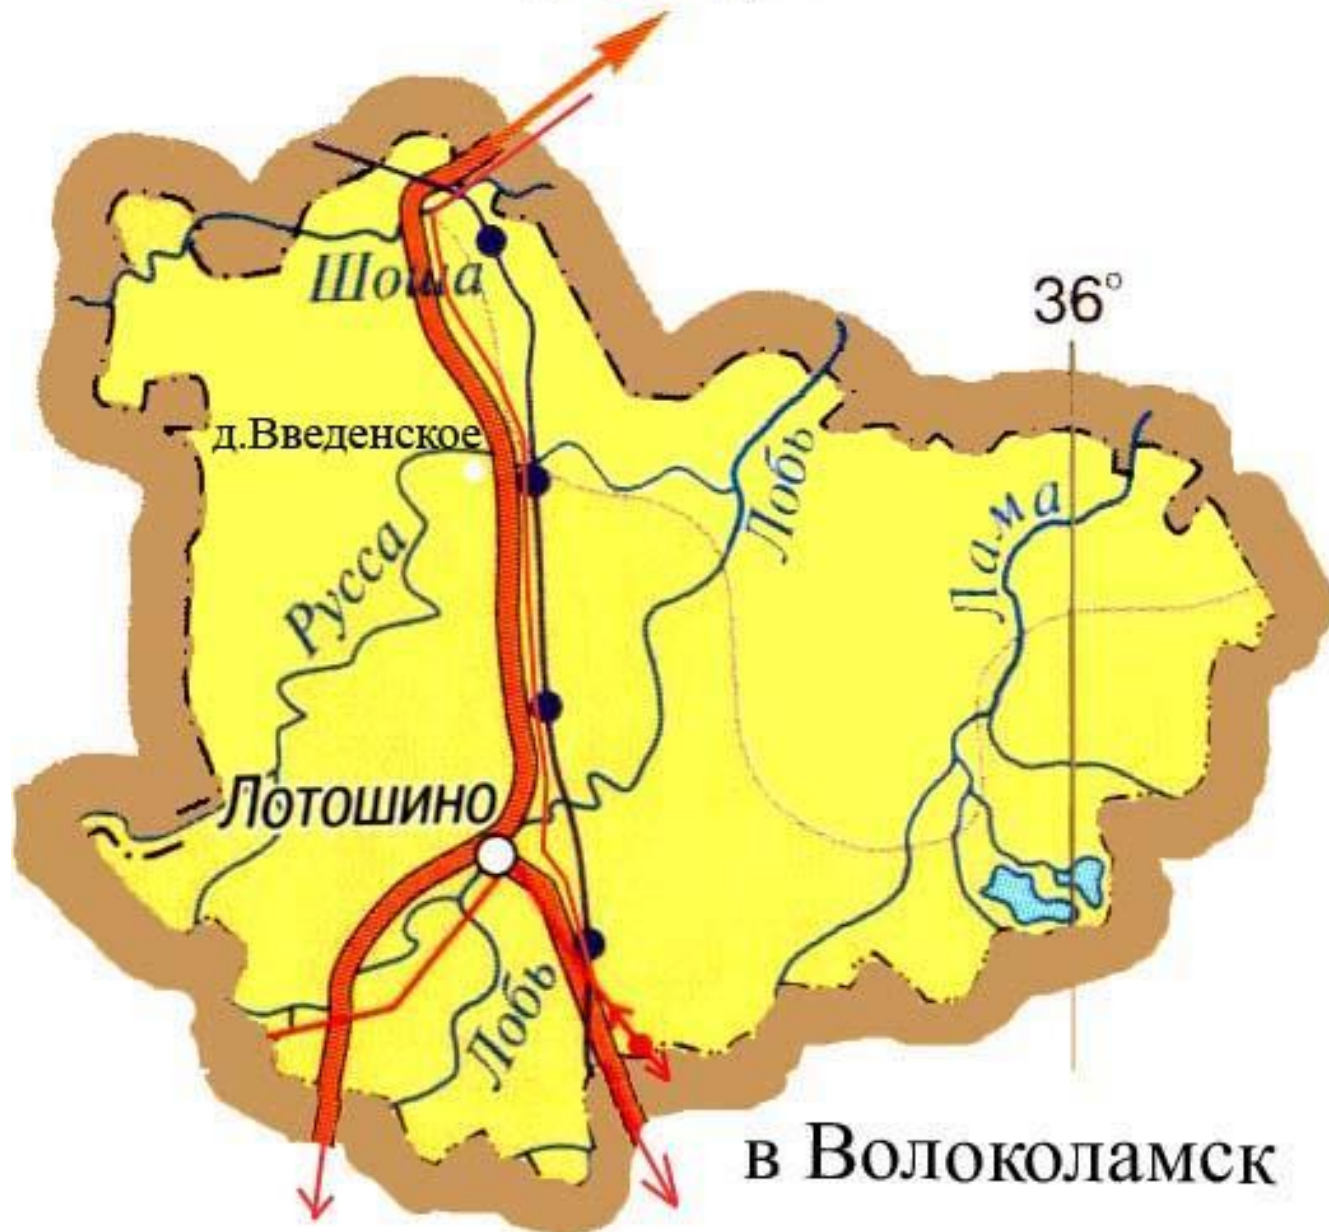 Шоша
36°
д.Введенское
Лобь
Лама
Русса
Лотошино
Лобь
в Волоколамск